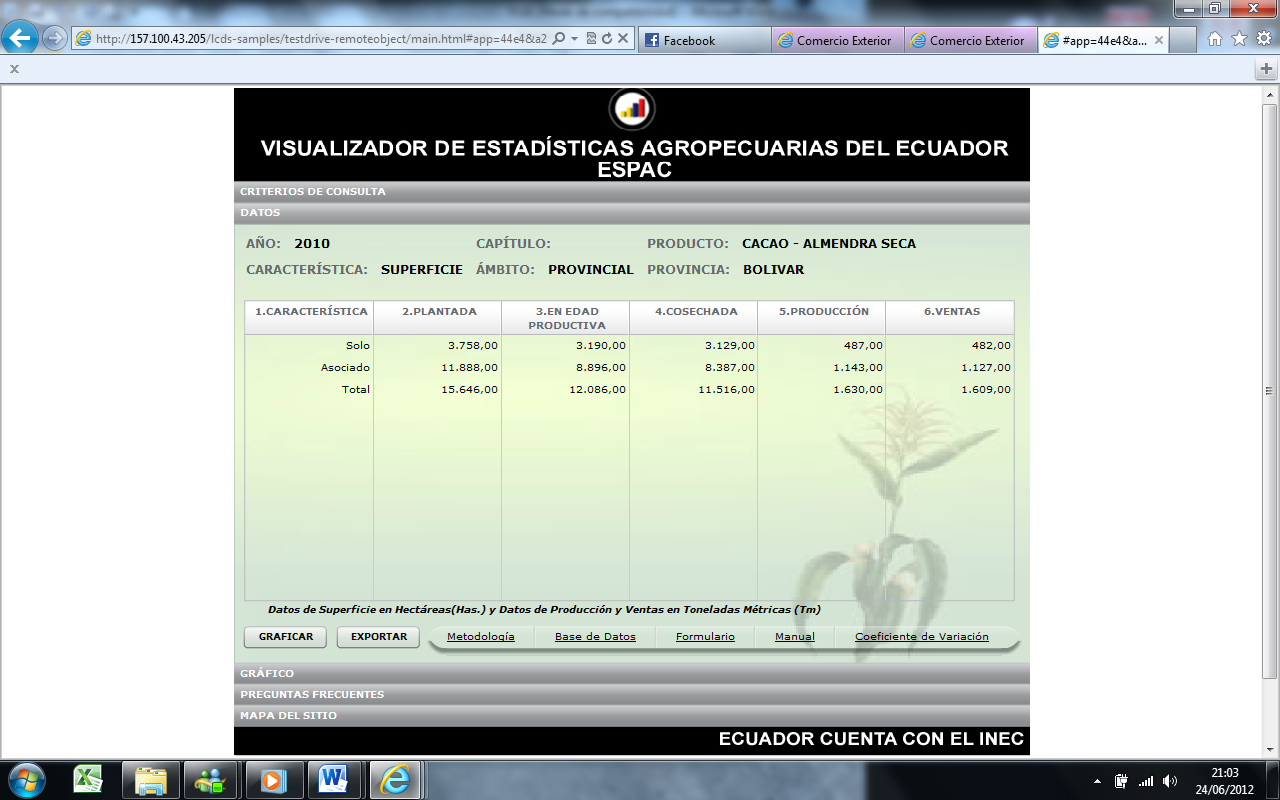 http://157.100.43.205/lcds-samples/testdrive-remoteobject/main.html#app=44e4&a2
Facebook
Comercio Exterior
Comercio Exterior
#app=44e4&a...
VISUALIZADOR DE ESTADÍSTICAS AGROPECUARIAS DEL ECUADOR
ESPAC
CRITERIOS DE CONSULTA
DATOS
AÑO: 2010 CAPÍTULO: PRODUCTO: CACAO - ALMENDRA SECA
CARACTERÍSTICA: SUPERFICIE ÁMBITO: PROVINCIAL PROVINCIA: BOLIVAR
1.CARACTERÍSTICA 2.PLANTADA 3.EN EDAD PRODUCTIVA 4.COSECHADA 5.PRODUCCIÓN 6.VENTAS
Solo 3.758,00 3.190,00 3.129,00 487,00 482,00
Asociado 11.888,00 8.896,00 8.387,00 1.143,00 1.127,00
Total 15.646,00 12.086,00 11.516,00 1.630,00 1.609,00
Datos de Superficie en Hectáreas(Has.) y Datos de Producción y Ventas en Toneladas Métricas (Tm)
GRAFICAR EXPORTAR Metodología Base de Datos Formulario Manual Coeficiente de Variación
GRÁFICO
PREGUNTAS FRECUENTES
MAPA DEL SITIO
ECUADOR CUENTA CON EL INEC
21:03
24/06/2012